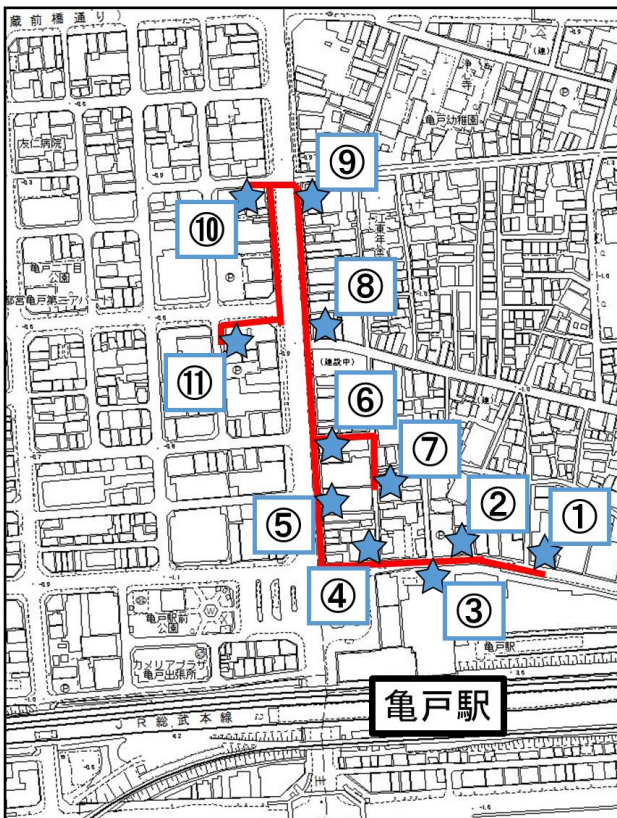 蔵前橋通り
(建)
浄心寺
亀戸幼稚園
友仁病院
⑨
⑩
亀戸二丁目
公園
都営亀戸第二アパート
⑧
(建設中)
⑪
⑥
⑦
②
①
⑤
④
③
亀戸駅前
公園
カメリアプラザ
亀戸出張所
亀戸駅
亀戸駅
JR総武本線